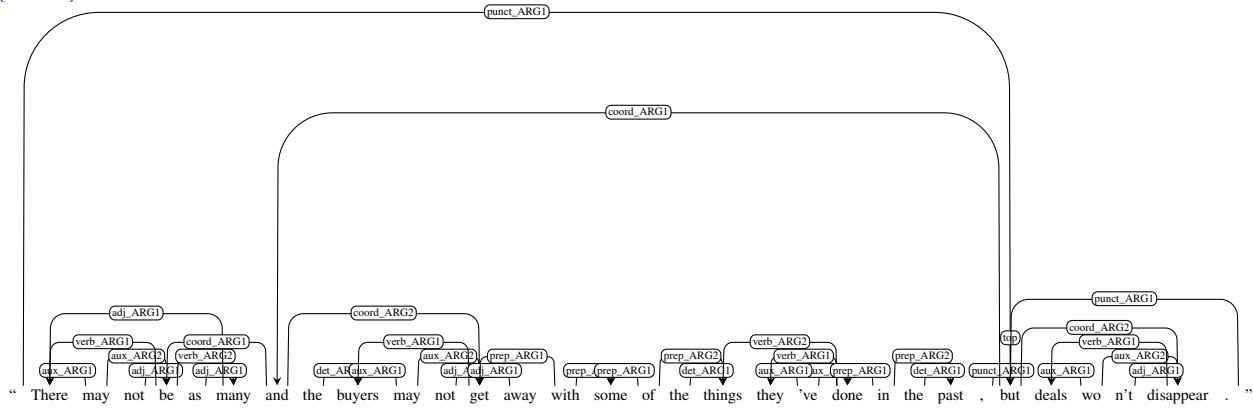 punct_ARG1
coord_ARG1
punct_ARG1
adj_ARG1 coord_ARG2
top coord_ARG2
verb_ARG1 coord_ARG1 verb_ARG1 verb_ARG2 verb_ARG1
aux_ARG2 verb_ARG2 aux_ARG2 prep_ARG1 prep_ARG2 verb_ARG1 prep_ARG2 aux_ARG2
aux_ARG1 adj_ARG1 adj_ARG1 aux_ARG1 adj_ARG1 prep_ARG1 det_ARG1 aux_ARG1 prep_ARG1 det_ARG1 punct_ARG1 aux_ARG1 adj_ARG1
“ There may not be as many and the buyers may not get away with some of the things they 've done in the past , but deals wo n't disappear . ”